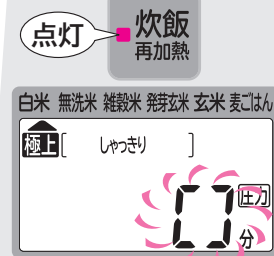 点灯
炊飯
再加熱
白米 無洗米 雑穀米 発芽玄米 玄米 麦ごはん
極上[ しゃっきり ]
圧力
分